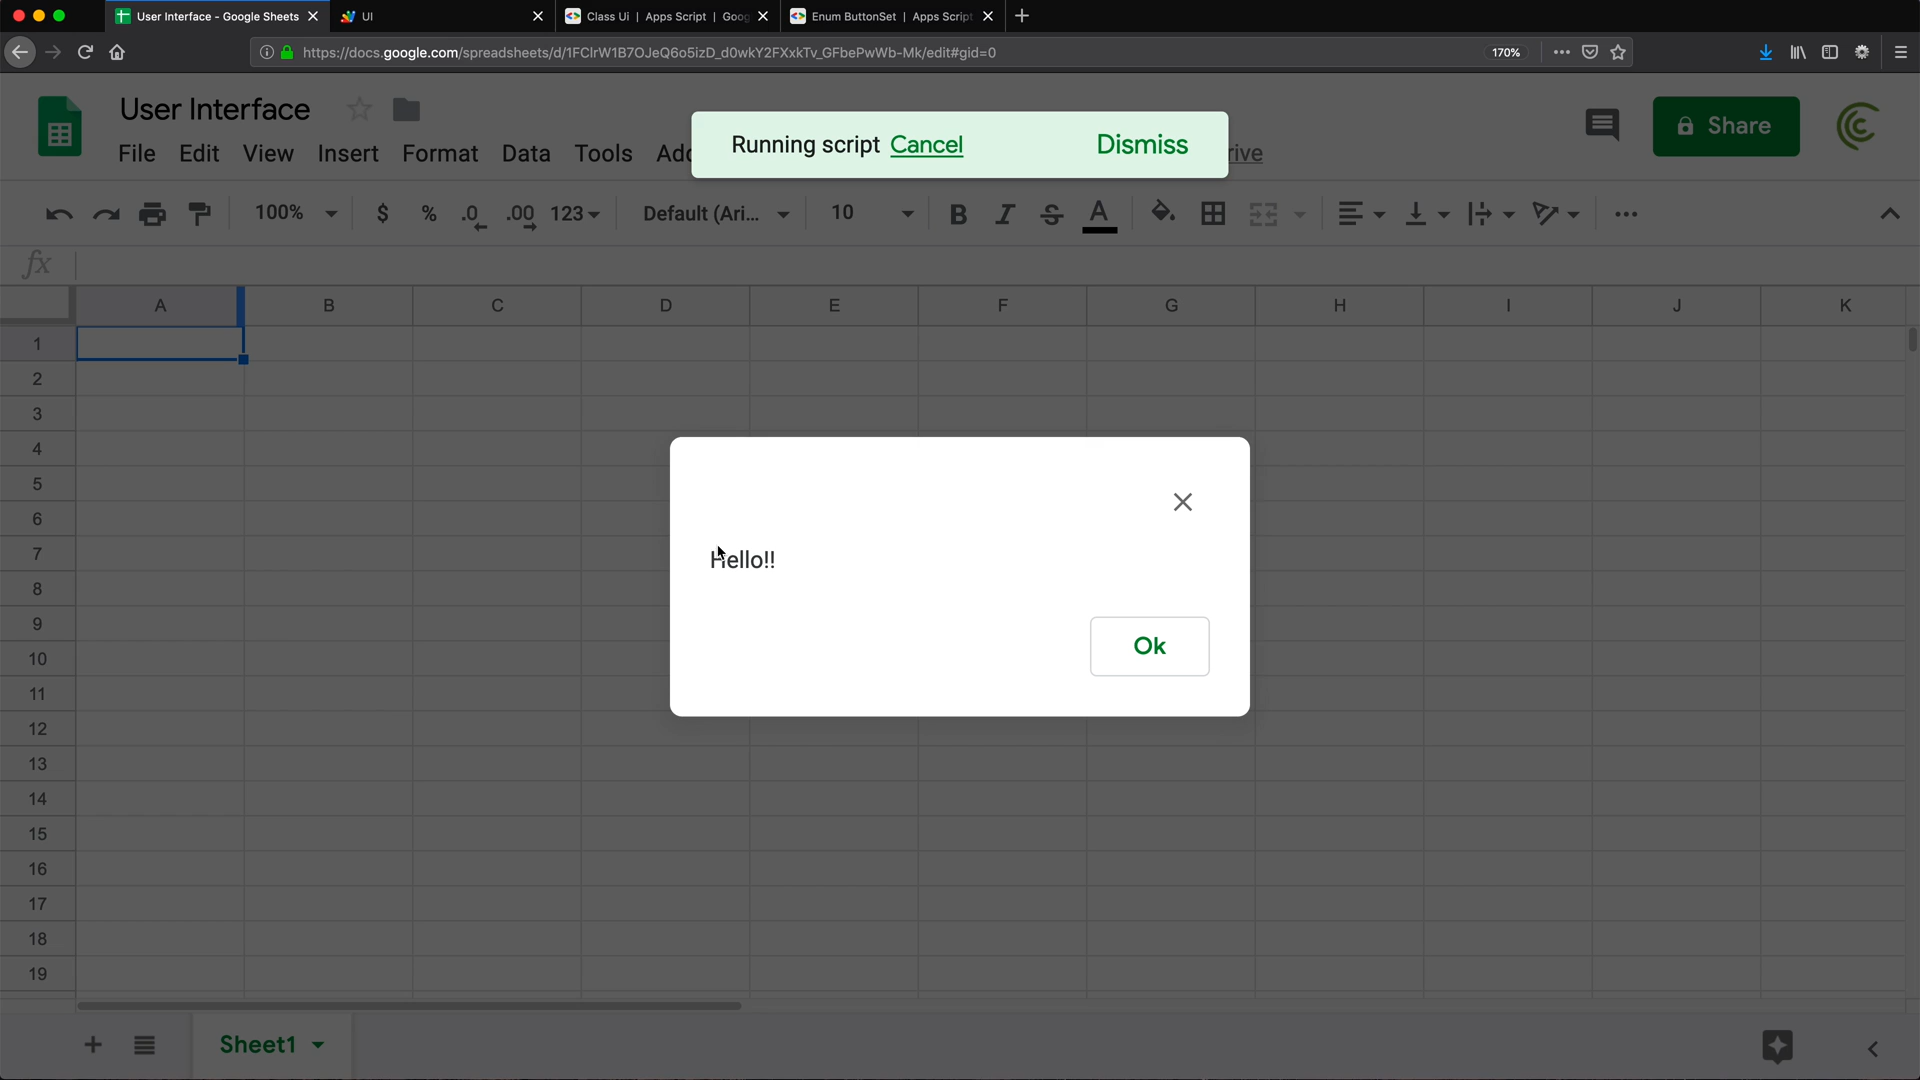 User Interface - Google Sheets
UI
Class Ui | Apps Script | Goog
Enum ButtonSet | Apps Script
https://docs.google.com/spreadsheets/d/1FCIrW1B7OJeQ6o5izD_d0wkY2FXxkTv_GFbePwWb-Mk/edit#gid=0
170%
User Interface
Running script Cancel Dismiss
Share
File Edit View Insert Format Data Tools Add rive
100% $ % .0 .00 123 Default (Ari... 10 B I S A
fx
A B C D E F G H I J K
1
2
3
4
5
6
7
8
9
10
11
12
13
14
15
16
17
18
19
Hello!!
Ok
Sheet1